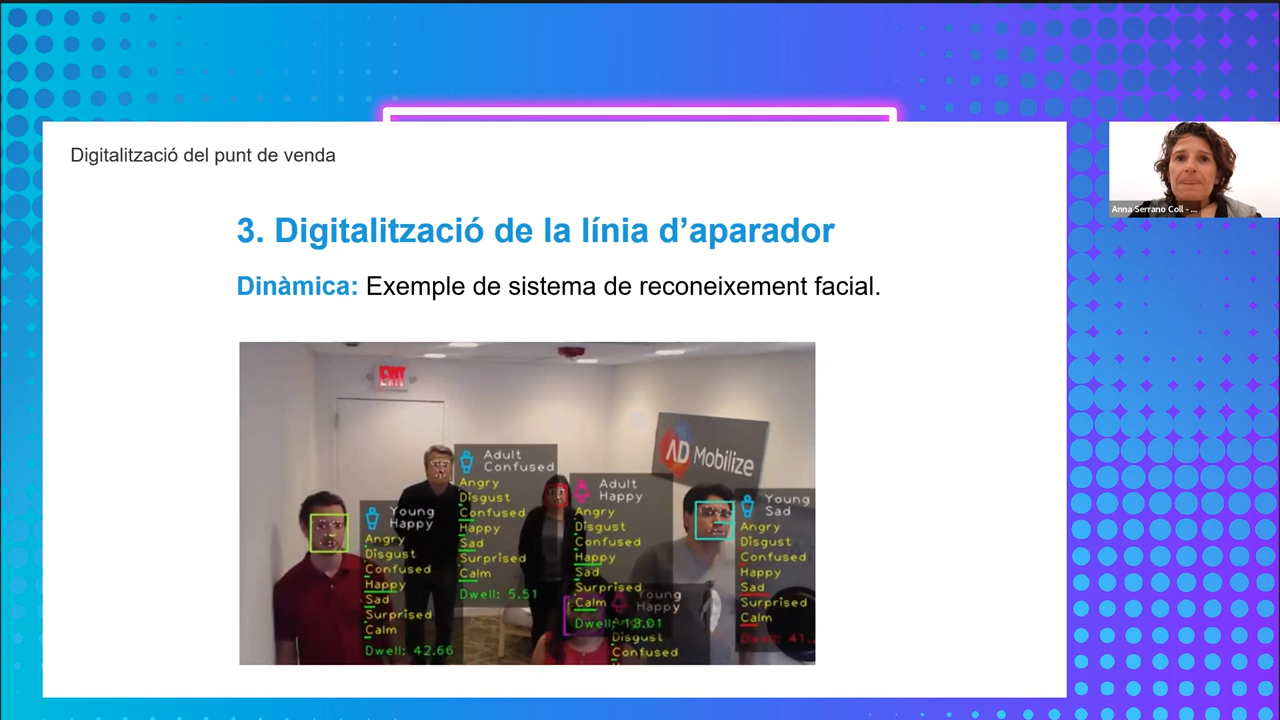 Digitalització del punt de venda
3. Digitalització de la línia d’aparador
Dinàmica: Exemple de sistema de reconeixement facial.
Anna Serrano Coll - ...
EXIT
AD Mobilize
Young
Happy
Angry
Disgust
Confused
Happy
Sad
Surprised
Calm
Dwell: 42.66
Adult
Confused
Angry
Disgust
Confused
Happy
Sad
Surprised
Calm
Dwell: 5.51
Adult
Happy
Angry
Disgust
Confused
Happy
Sad
Surprised
Calm
Dwell: 18.01
Young
Happy
Disgust
Confused
Young
Sad
Angry
Disgust
Confused
Happy
Sad
Surprised
Calm